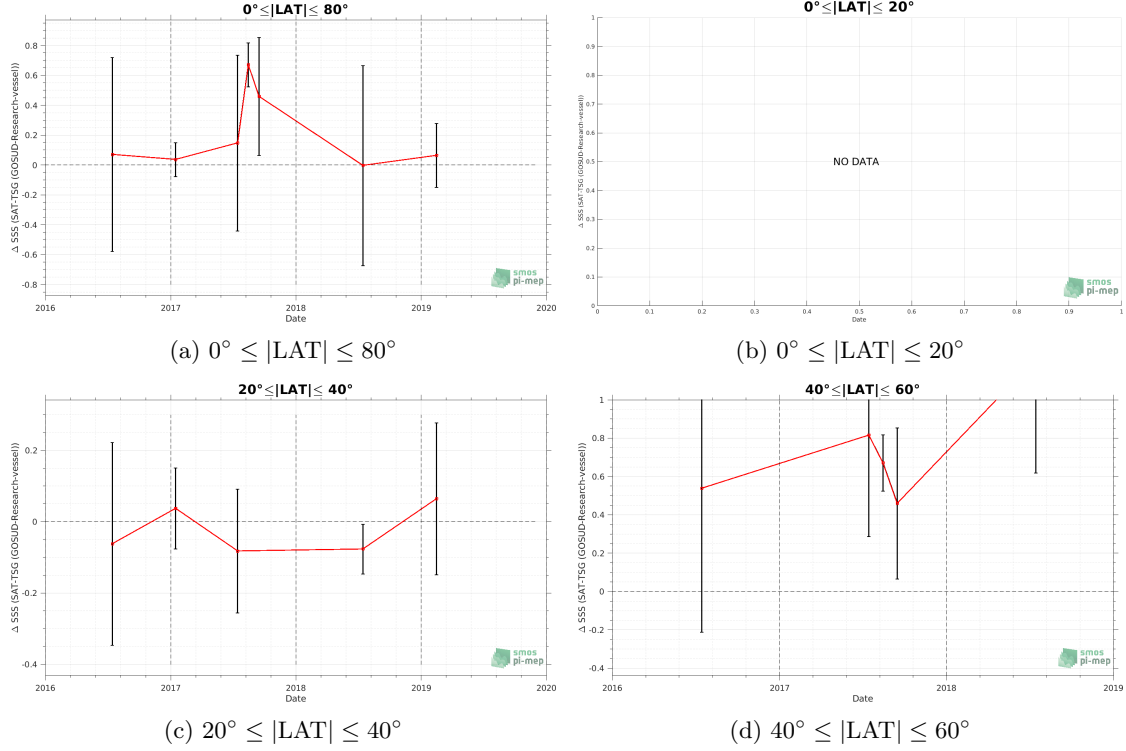 0°≤|LAT|≤ 80°
Δ SSS (SAT-TSG (GOSUD-Research-vessel))
0.8
0.6
0.4
0.2
0
-0.2
-0.4
-0.6
-0.8
2016 2017 2018 2019 2020
Date
smos
pi-mep
(a) 0° ≤ |LAT| ≤ 80°
0°≤|LAT|≤ 20°
Δ SSS (SAT-TSG (GOSUD-Research-vessel))
1
0.9
0.8
0.7
0.6
0.5
0.4
0.3
0.2
0.1
0
NO DATA
0 0.1 0.2 0.3 0.4 0.5 0.6 0.7 0.8 0.9 1
Date
smos
pi-mep
(b) 0° ≤ |LAT| ≤ 20°
20°≤|LAT|≤ 40°
Δ SSS (SAT-TSG (GOSUD-Research-vessel))
0.2
0
-0.2
-0.4
2016 2017 2018 2019 2020
Date
smos
pi-mep
(c) 20° ≤ |LAT| ≤ 40°
40°≤|LAT|≤ 60°
Δ SSS (SAT-TSG (GOSUD-Research-vessel))
1
0.8
0.6
0.4
0.2
0
-0.2
-0.4
2016 2017 2018 2019
Date
smos
pi-mep
(d) 40° ≤ |LAT| ≤ 60°